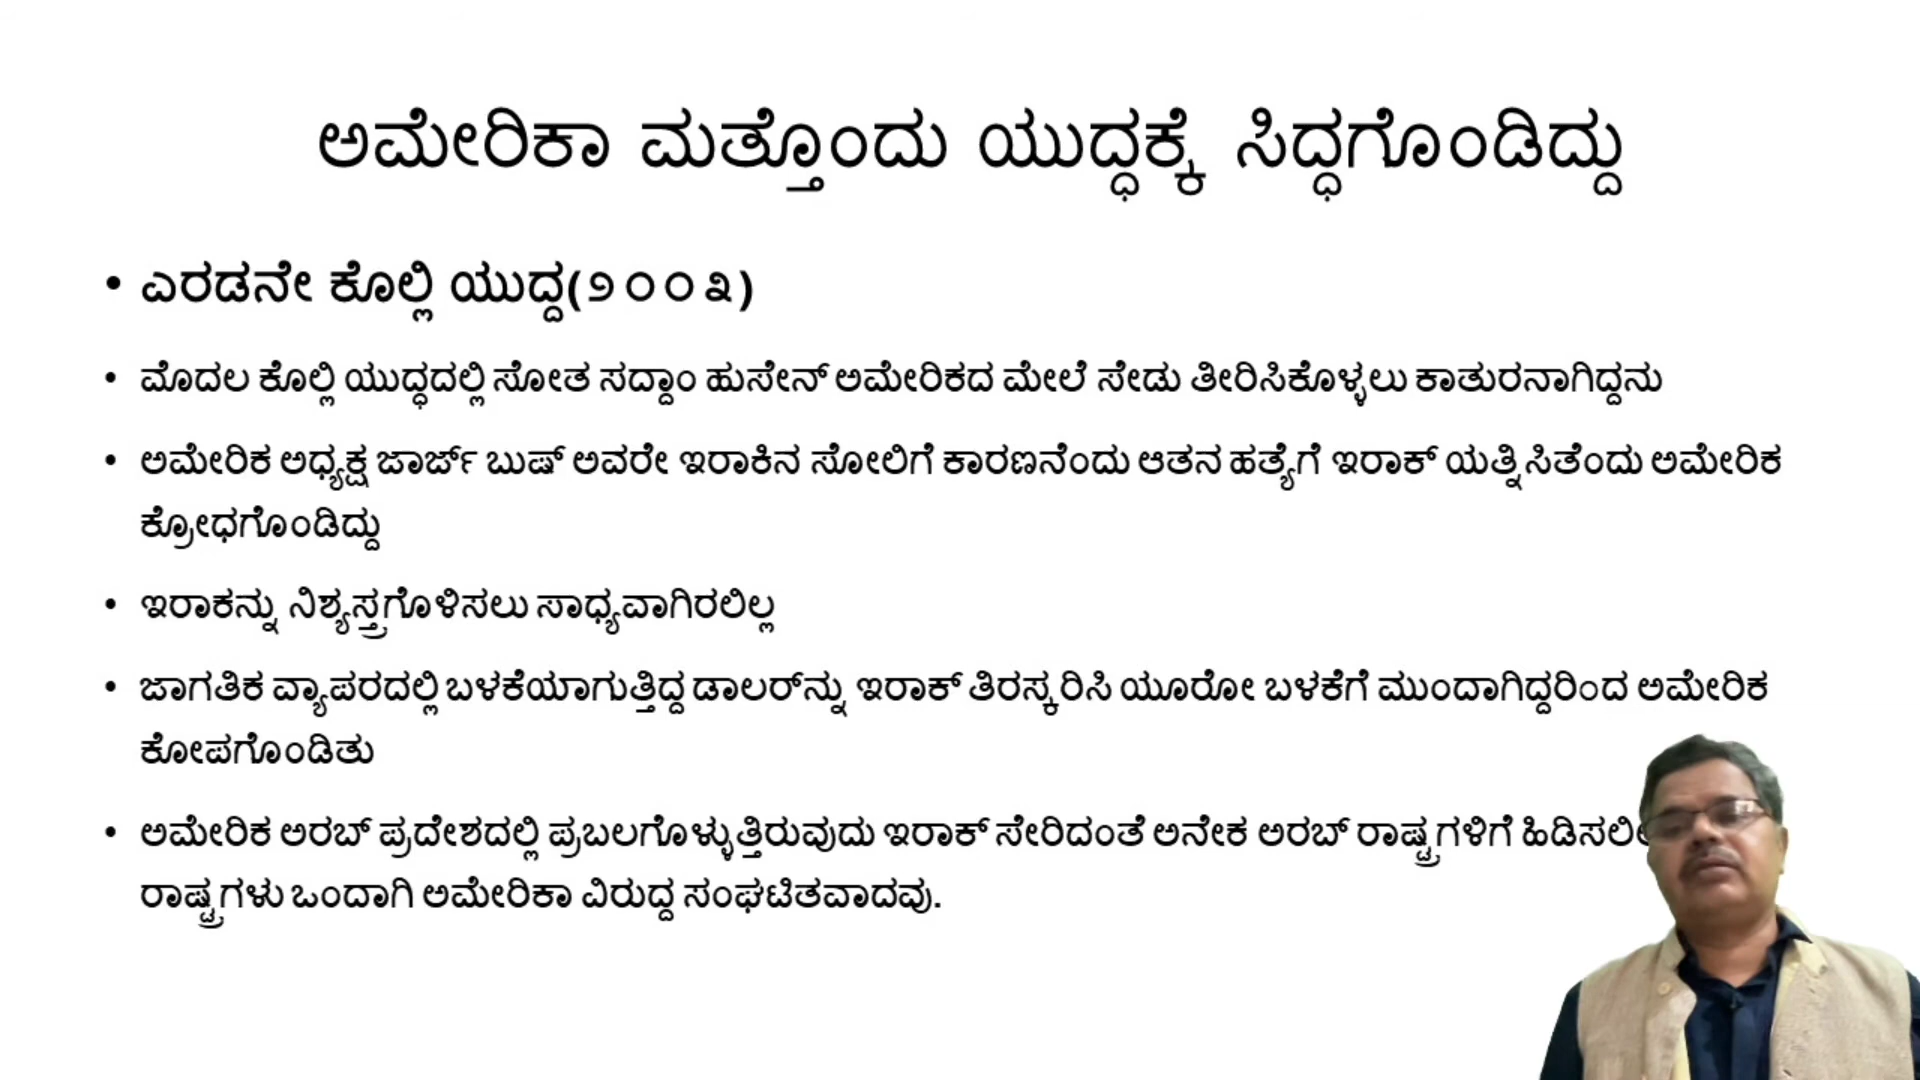 ಅಮೇರಿಕಾ ಮತ್ತೊಂದು ಯುದ್ಧಕ್ಕೆ ಸಿದ್ಧಗೊಂಡಿದ್ದು
• ಎರಡನೇ ಕೊಲ್ಲಿ ಯುದ್ದ(೨೦೦೩)
• ಮೊದಲ ಕೊಲ್ಲಿ ಯುದ್ಧದಲ್ಲಿ ಸೋತ ಸದ್ದಾಂ ಹುಸೇನ್ ಅಮೇರಿಕದ ಮೇಲೆ ಸೇಡು ತೀರಿಸಿಕೊಳ್ಳಲು ಕಾತುರನಾಗಿದ್ದನು
• ಅಮೇರಿಕ ಅಧ್ಯಕ್ಷ ಜಾರ್ಜ್ ಬುಷ್ ಅವರೇ ಇರಾಕಿನ ಸೋಲಿಗೆ ಕಾರಣನೆಂದು ಆತನ ಹತ್ಯೆಗೆ ಇರಾಕ್ ಯತ್ನಿಸಿತೆಂದು ಅಮೇರಿಕ
ಕ್ರೋಧಗೊಂಡಿದ್ದು
• ಇರಾಕನ್ನು ನಿಶ್ಯಸ್ತ್ರಗೊಳಿಸಲು ಸಾಧ್ಯವಾಗಿರಲಿಲ್ಲ
• ಜಾಗತಿಕ ವ್ಯಾಪರದಲ್ಲಿ ಬಳಕೆಯಾಗುತ್ತಿದ್ದ ಡಾಲರ್‌ನ್ನು ಇರಾಕ್ ತಿರಸ್ಕರಿಸಿ ಯೂರೋ ಬಳಕೆಗೆ ಮುಂದಾಗಿದ್ದರಿಂದ ಅಮೇರಿಕ
ಕೋಪಗೊಂಡಿತು
• ಅಮೇರಿಕ ಅರಬ್ ಪ್ರದೇಶದಲ್ಲಿ ಪ್ರಬಲಗೊಳ್ಳುತ್ತಿರುವುದು ಇರಾಕ್ ಸೇರಿದಂತೆ ಅನೇಕ ಅರಬ್ ರಾಷ್ಟ್ರಗಳಿಗೆ
ರಾಷ್ಟ್ರಗಳು ಒಂದಾಗಿ ಅಮೇರಿಕಾ ವಿರುದ್ದ ಸಂಘಟಿತವಾದವು.